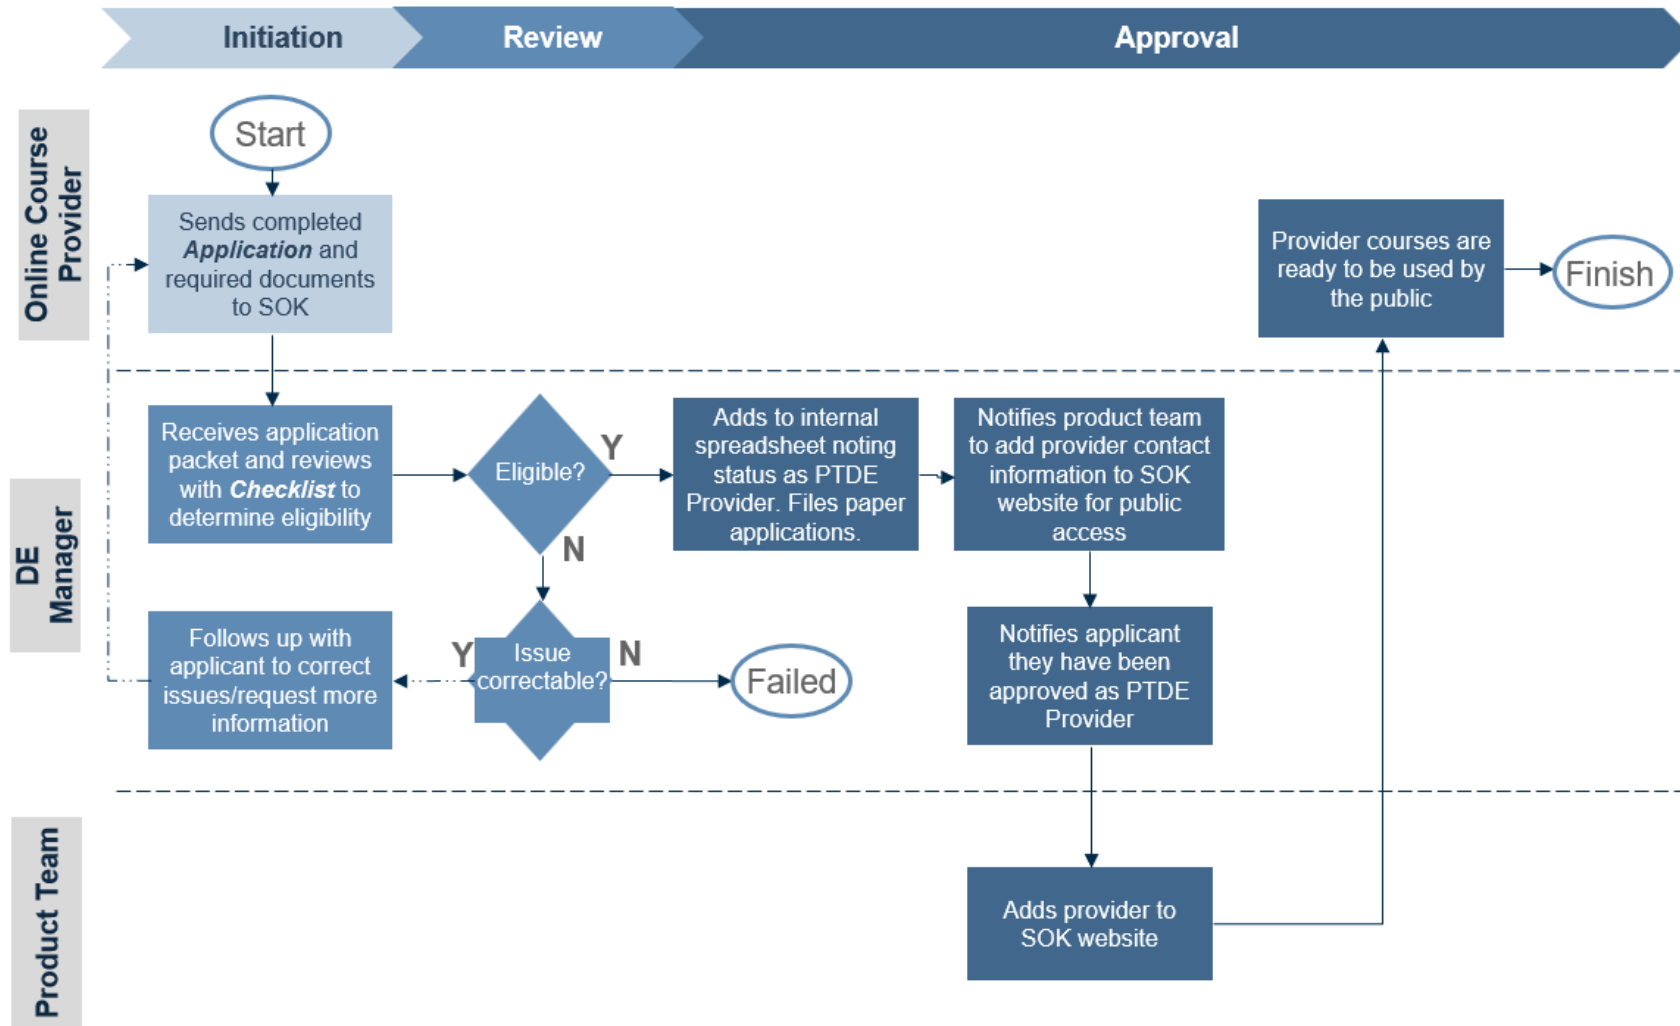 Initiation
Review
Approval
Online Course
Provider
Start
Sends completed
Application and
required documents
to SOK
Provider courses are
ready to be used by
the public
Finish
DE
Manager
Receives application
packet and reviews
with Checklist to
determine eligibility
Eligible?
Y
N
Adds to internal
spreadsheet noting
status as PTDE
Provider. Files paper
applications.
Notifies product team
to add provider contact
information to SOK
website for public
access
Follows up with
applicant to correct
issues/request more
information
Y
Issue
correctable?
N
Failed
Notifies applicant
they have been
approved as PTDE
Provider
Product Team
Adds provider to
SOK website